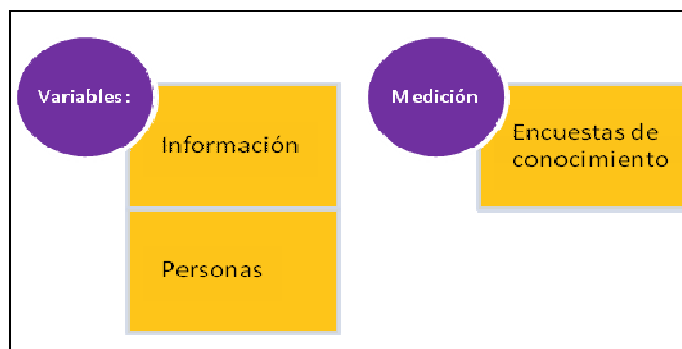 Variables:
Información
Personas
Medición
Encuestas de
conocimiento